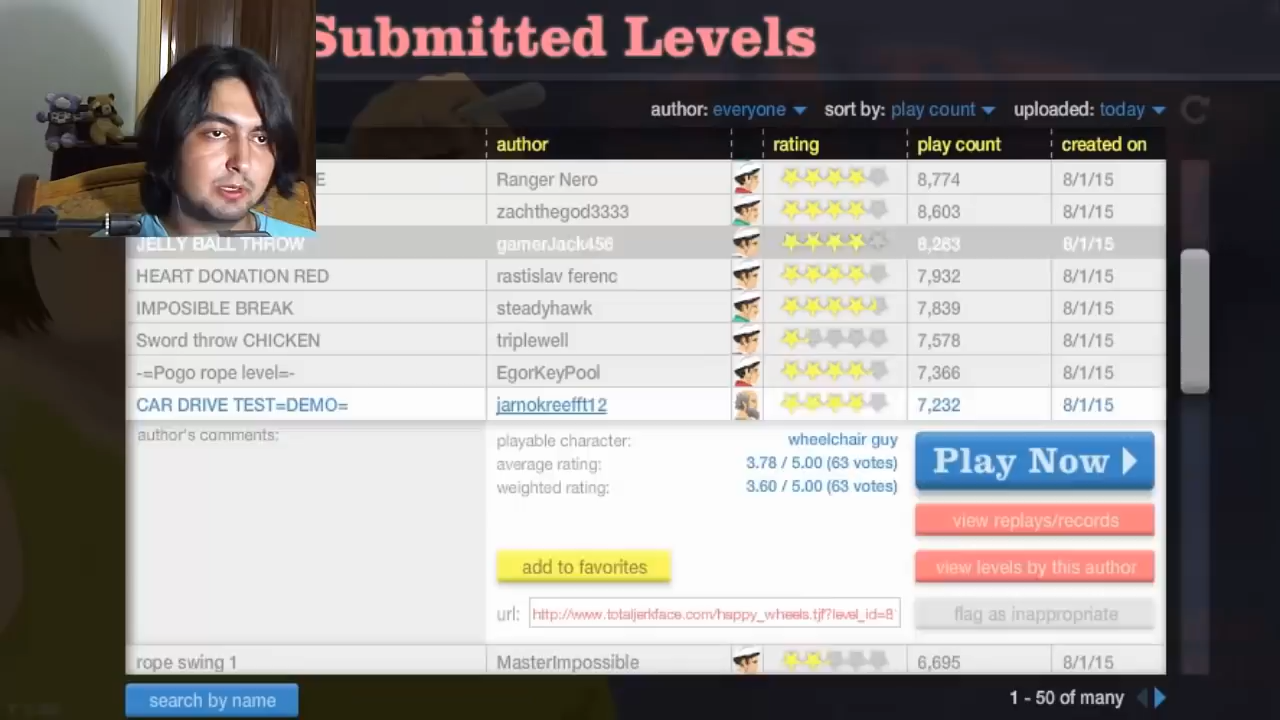 Submitted Levels
author: everyone sort by: play count uploaded: today
author rating play count created on
E Ranger Nero 8,774 8/1/15
zachthegod3333 8,603 8/1/15
JELLY BALL THROW gamerJack456 8,283 8/1/15
HEART DONATION RED rastislav ferenc 7,932 8/1/15
IMPOSIBLE BREAK steadyhawk 7,839 8/1/15
Sword throw CHICKEN triplewell 7,578 8/1/15
-=Pogo rope level=- EgorKeyPool 7,366 8/1/15
CAR DRIVE TEST=DEMO= jarnokreefft12 7,232 8/1/15
author's comments:
playable character: wheelchair guy
average rating: 3.78 / 5.00 (63 votes)
weighted rating: 3.60 / 5.00 (63 votes)
Play Now
view replays/records
add to favorites
view levels by this author
url: http://www.totaljerkface.com/happy_wheels.tjf?level_id=8
flag as inappropriate
rope swing 1 MasterImpossible 6,695 8/1/15
search by name
1 - 50 of many